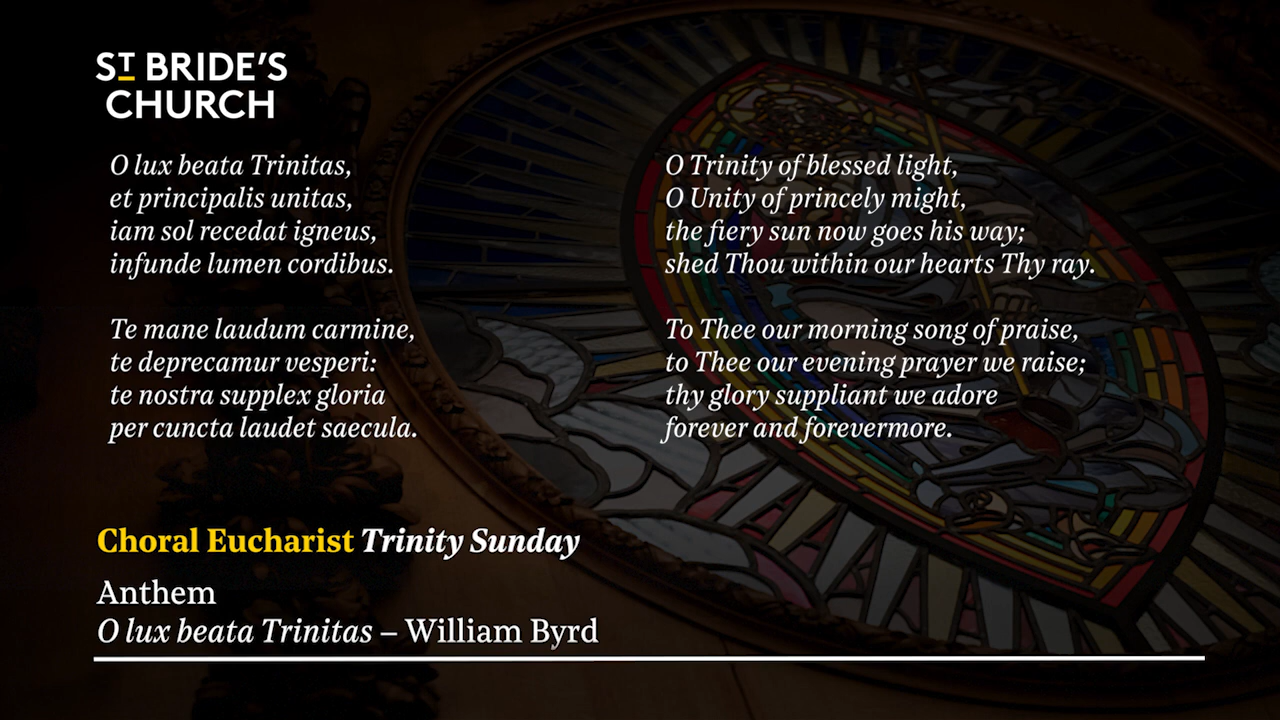 ST BRIDE'S
CHURCH
O lux beata Trinitas,
et principalis unitas,
iam sol recedat igneus,
infunde lumen cordibus.
Te mane laudum carmine,
te deprecamur vesperi:
te nostra supplex gloria
per cuncta laudet saecula.
O Trinity of blessed light,
O Unity of princely might,
the fiery sun now goes his way;
shed Thou within our hearts Thy ray.
To Thee our morning song of praise,
to Thee our evening prayer we raise;
thy glory suppliant we adore
forever and forevermore.
Choral Eucharist Trinity Sunday
Anthem
O lux beata Trinitas – William Byrd